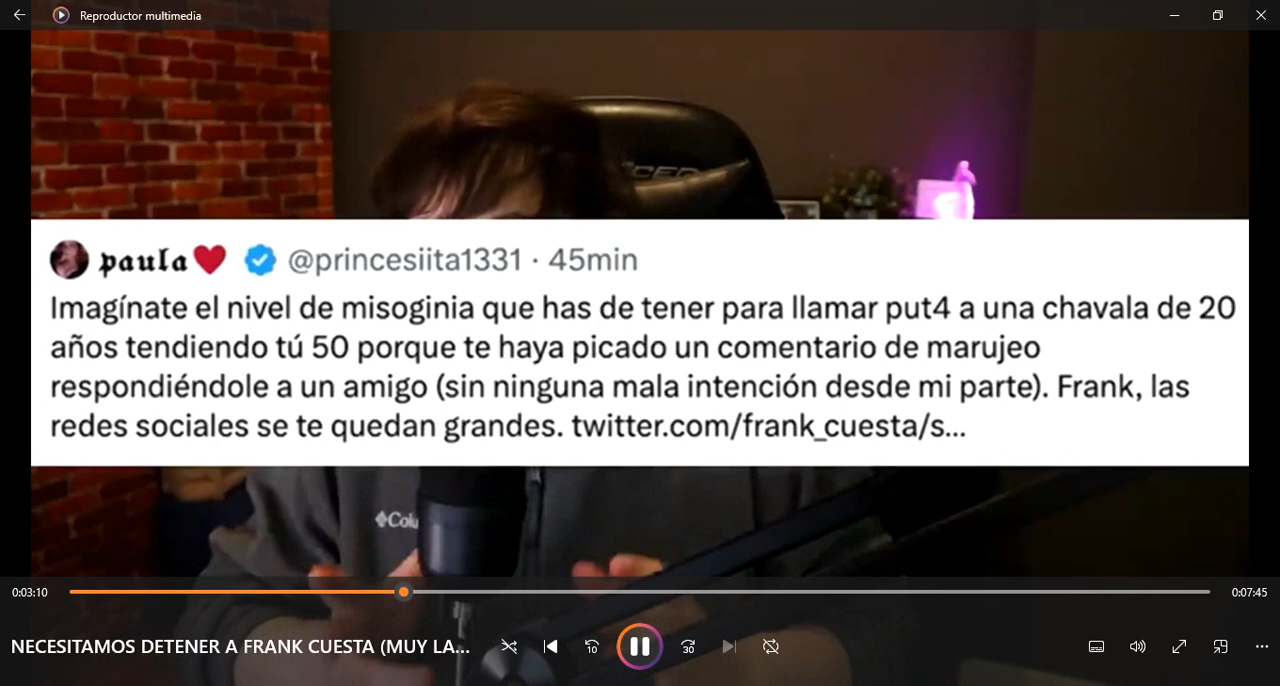 Reproductor multimedia
paula❤️ @princesiita1331 · 45min
Imagínate el nivel de misoginia que has de tener para llamar put4 a una chavala de 20
años tendiendo tú 50 porque te haya picado un comentario de marujeo
respondiéndole a un amigo (sin ninguna mala intención desde mi parte). Frank, las
redes sociales se te quedan grandes. twitter.com/frank_cuesta/s...
Colu
0:03:10
0:07:45
NECESITAMOS DETENER A FRANK CUESTA (MUY LA...
10
30